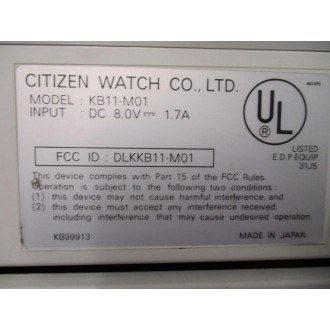 CITIZEN WATCH CO., LTD.
MODEL : KB11-M01
INPUT : DC 8.0V⎓ 1.7A
UL
LISTED
E.D.P EQUIP.
31J5
FCC ID : DLKKB11-M01
This device complies with Part 15 of the FCC Rules
Operation is subject to the following two conditions :
(1) this device may not cause harmful interference, and
(2) this device must accept any interference received,
including interference that may cause undesired operation.
KB99913
MADE IN JAPAN